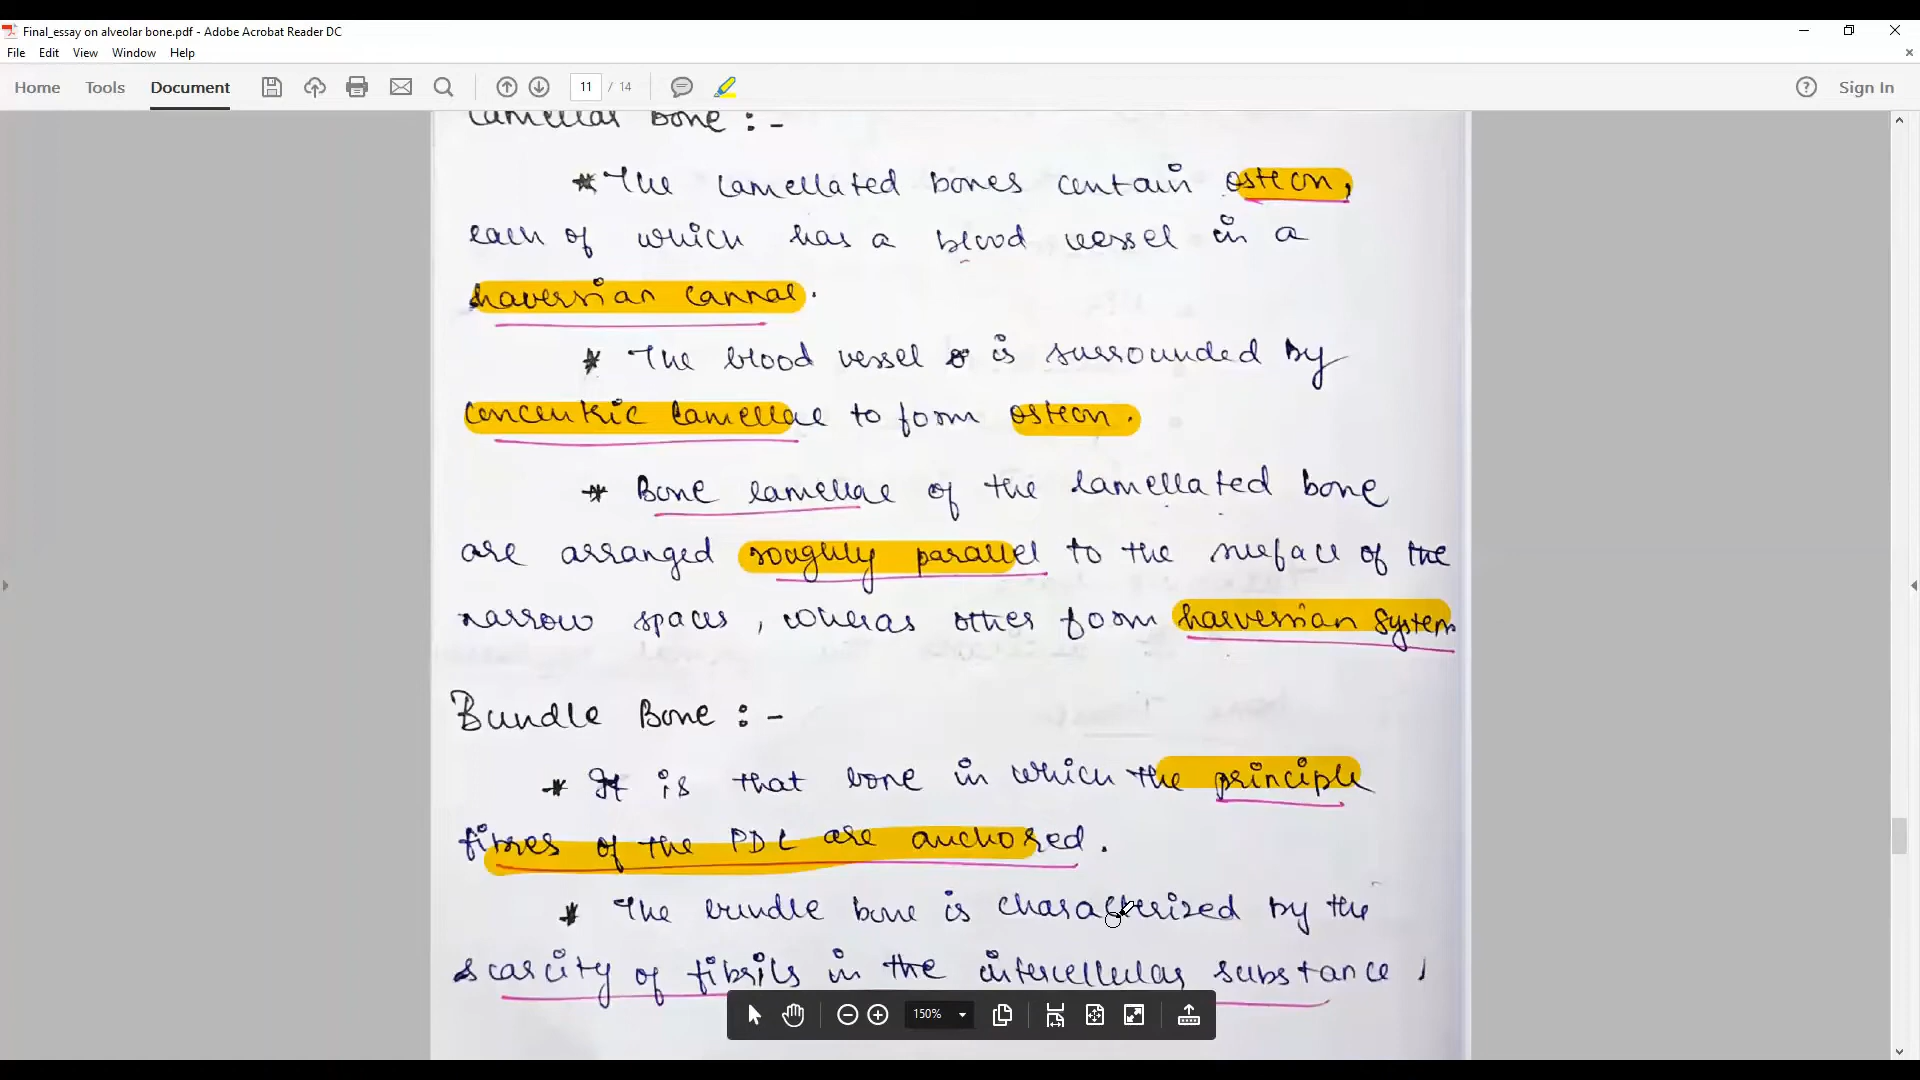 Final_essay on alveolar bone.pdf - Adobe Acrobat Reader DC
File Edit View Window Help
Home Tools Document 11 / 14 Sign In
Lamellar Bone : -
* The lamellated bones contain osteon,
each of which has a blood vessel in a
haversian cannal.
* The blood vessel is surrounded by
concentric lamellae to form osteon.
* Bone lamellae of the lamellated bone
are arranged roughly parallel to the surface of the
narrow spaces, wheras other form harversian system
Bundle Bone : -
* It is that bone in which the principle
fibres of the PDL are anchored.
* The bundle bone is characterized by the
scarcity of fibrils in the intercellular substance,
150%